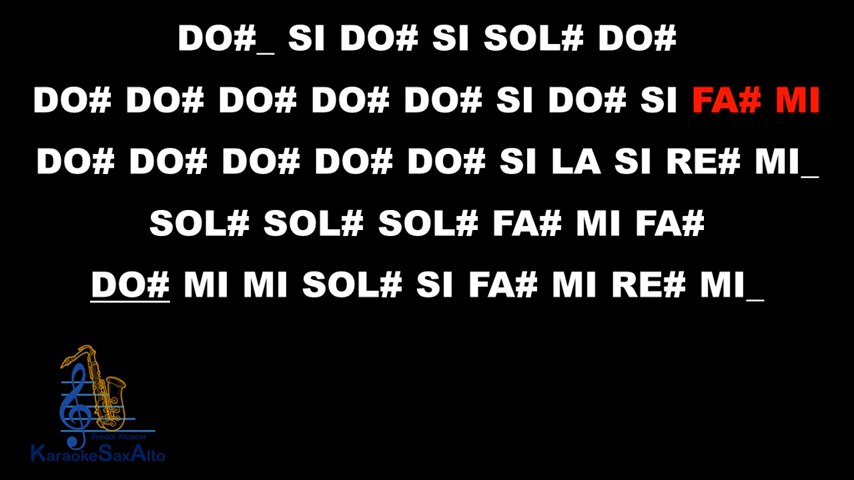 DO#_ SI DO# SI SOL# DO#
DO# DO# DO# DO# DO# SI DO# SI FA# MI
DO# DO# DO# DO# DO# SI LA SI RE# MI_
SOL# SOL# SOL# FA# MI FA#
DO# MI MI SOL# SI FA# MI RE# MI_
Freddi Alcocer
KaraokeSaxAlto